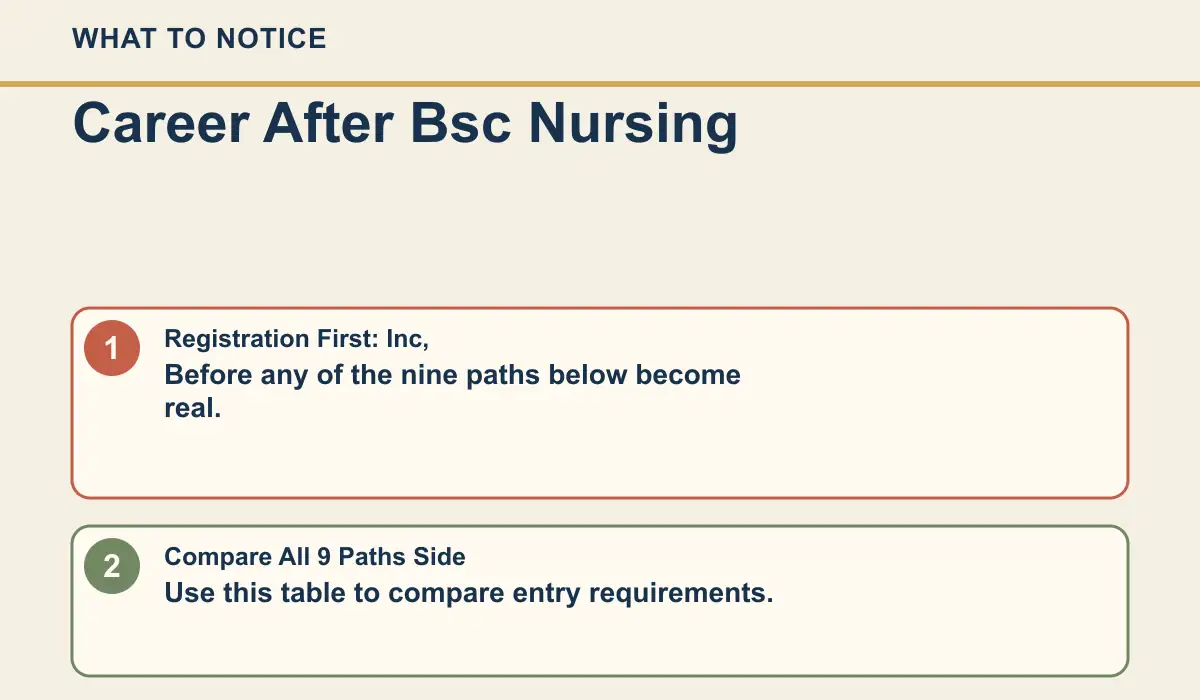 WHAT TO NOTICE
Career After Bsc Nursing
1
Registration First: Inc,
Before any of the nine paths below become
real.
2
Compare All 9 Paths Side
Use this table to compare entry requirements.